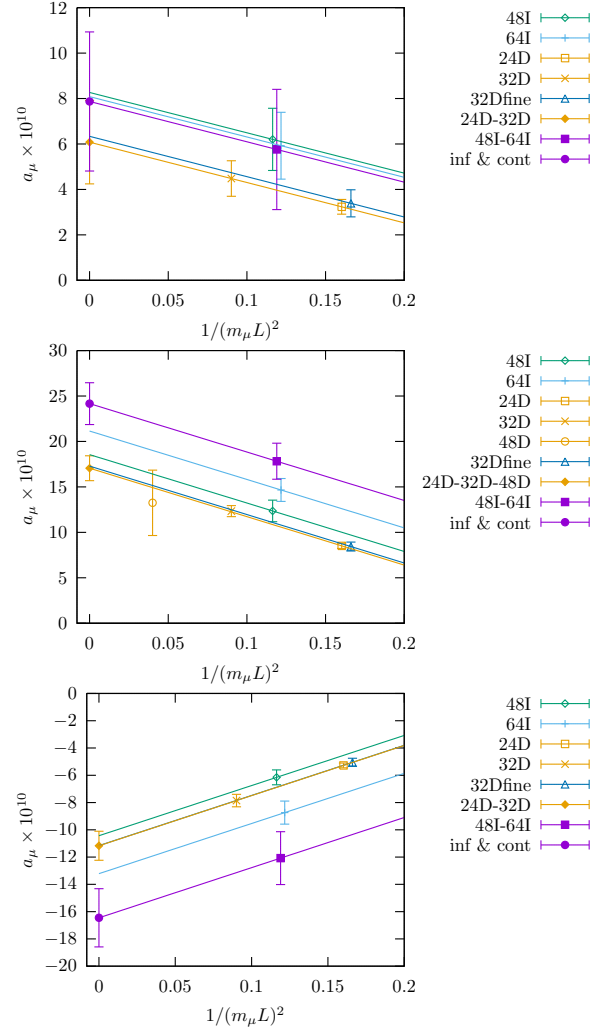 12
10
8
6
4
2
0
0
0.05
0.1
0.15
0.2
a_μ × 10^10
1/(m_μL)^2
48I
64I
24D
32D
32Dfine
24D-32D
48I-64I
inf & cont
30
25
20
15
10
5
0
0
0.05
0.1
0.15
0.2
a_μ × 10^10
1/(m_μL)^2
48I
64I
24D
32D
48D
32Dfine
24D-32D-48D
48I-64I
inf & cont
0
−2
−4
−6
−8
−10
−12
−14
−16
−18
−20
0
0.05
0.1
0.15
0.2
a_μ × 10^10
1/(m_μL)^2
48I
64I
24D
32D
32Dfine
24D-32D
48I-64I
inf & cont